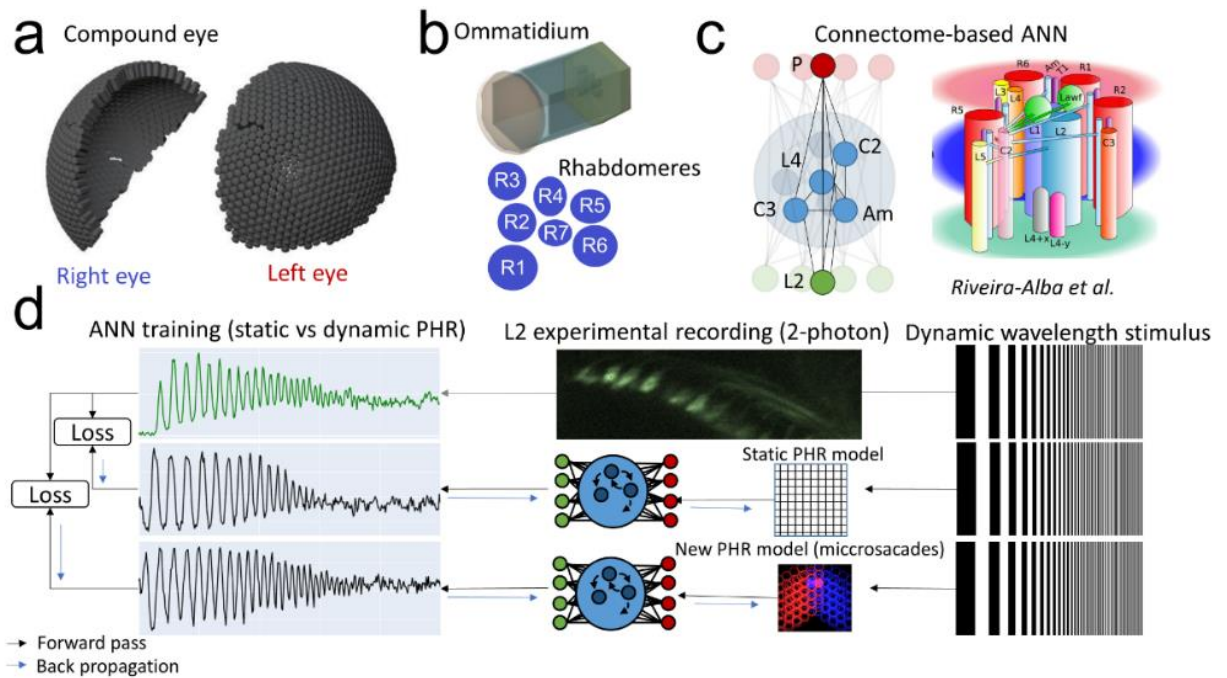 a
Compound eye
Right eye
Left eye
b
Ommatidium
Rhabdomeres
R3
R4
R5
R2
R7
R6
R1
c
Connectome-based ANN
P
L4
C2
C3
Am
L2
R6
Am
T1
R1
L3
L4
Lawf
R2
R5
L1
L2
L5
C2
C3
L4+x
L4-y
Riveira-Alba et al.
d
ANN training (static vs dynamic PHR)
L2 experimental recording (2-photon)
Dynamic wavelength stimulus
Loss
Loss
Static PHR model
New PHR model (miccrosacades)
Forward pass
Back propagation